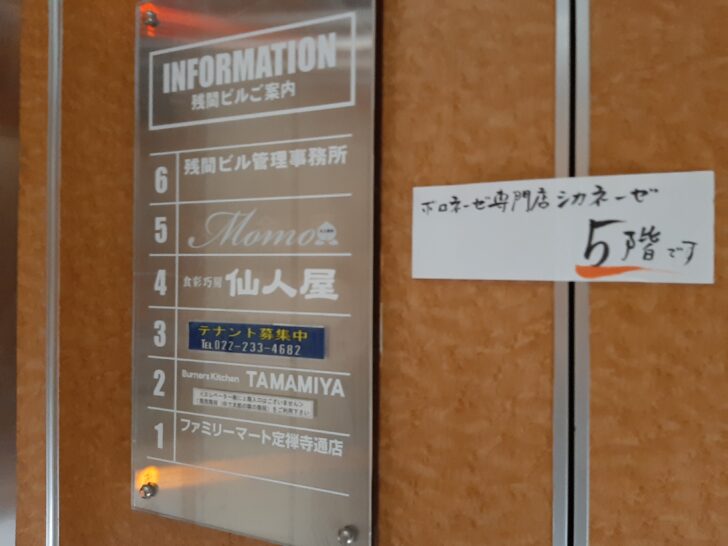 INFORMATION
残間ビルご案内
6 残間ビル管理事務所
5 Momo
4 食彩巧房 仙人屋
3 テナント募集中
TEL022-233-4682
2 Burners Kitchen TAMAMIYA
1 ファミリーマート定禅寺通店
ボロネーゼ専門店シカネーゼ
5階です